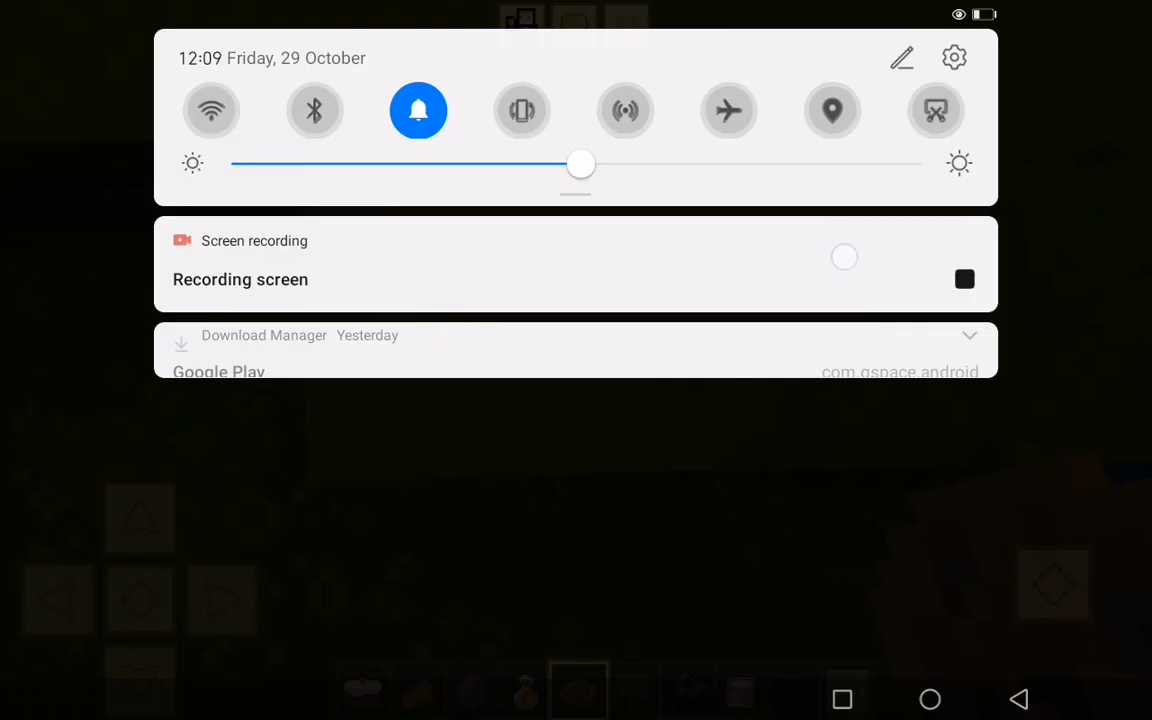 12:09 Friday, 29 October
Screen recording
Recording screen
Download Manager Yesterday
Google Play com.gspace.android